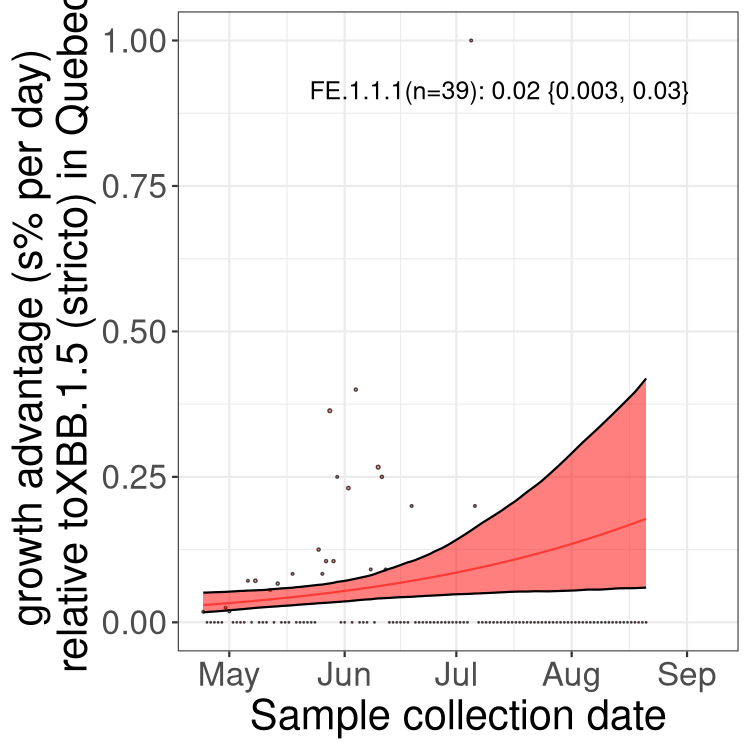 growth advantage (s% per day)
relative toXBB.1.5 (stricto) in Quebec
1.00
0.75
0.50
0.25
0.00
FE.1.1.1(n=39): 0.02 {0.003, 0.03}
May
Jun
Jul
Aug
Sep
Sample collection date